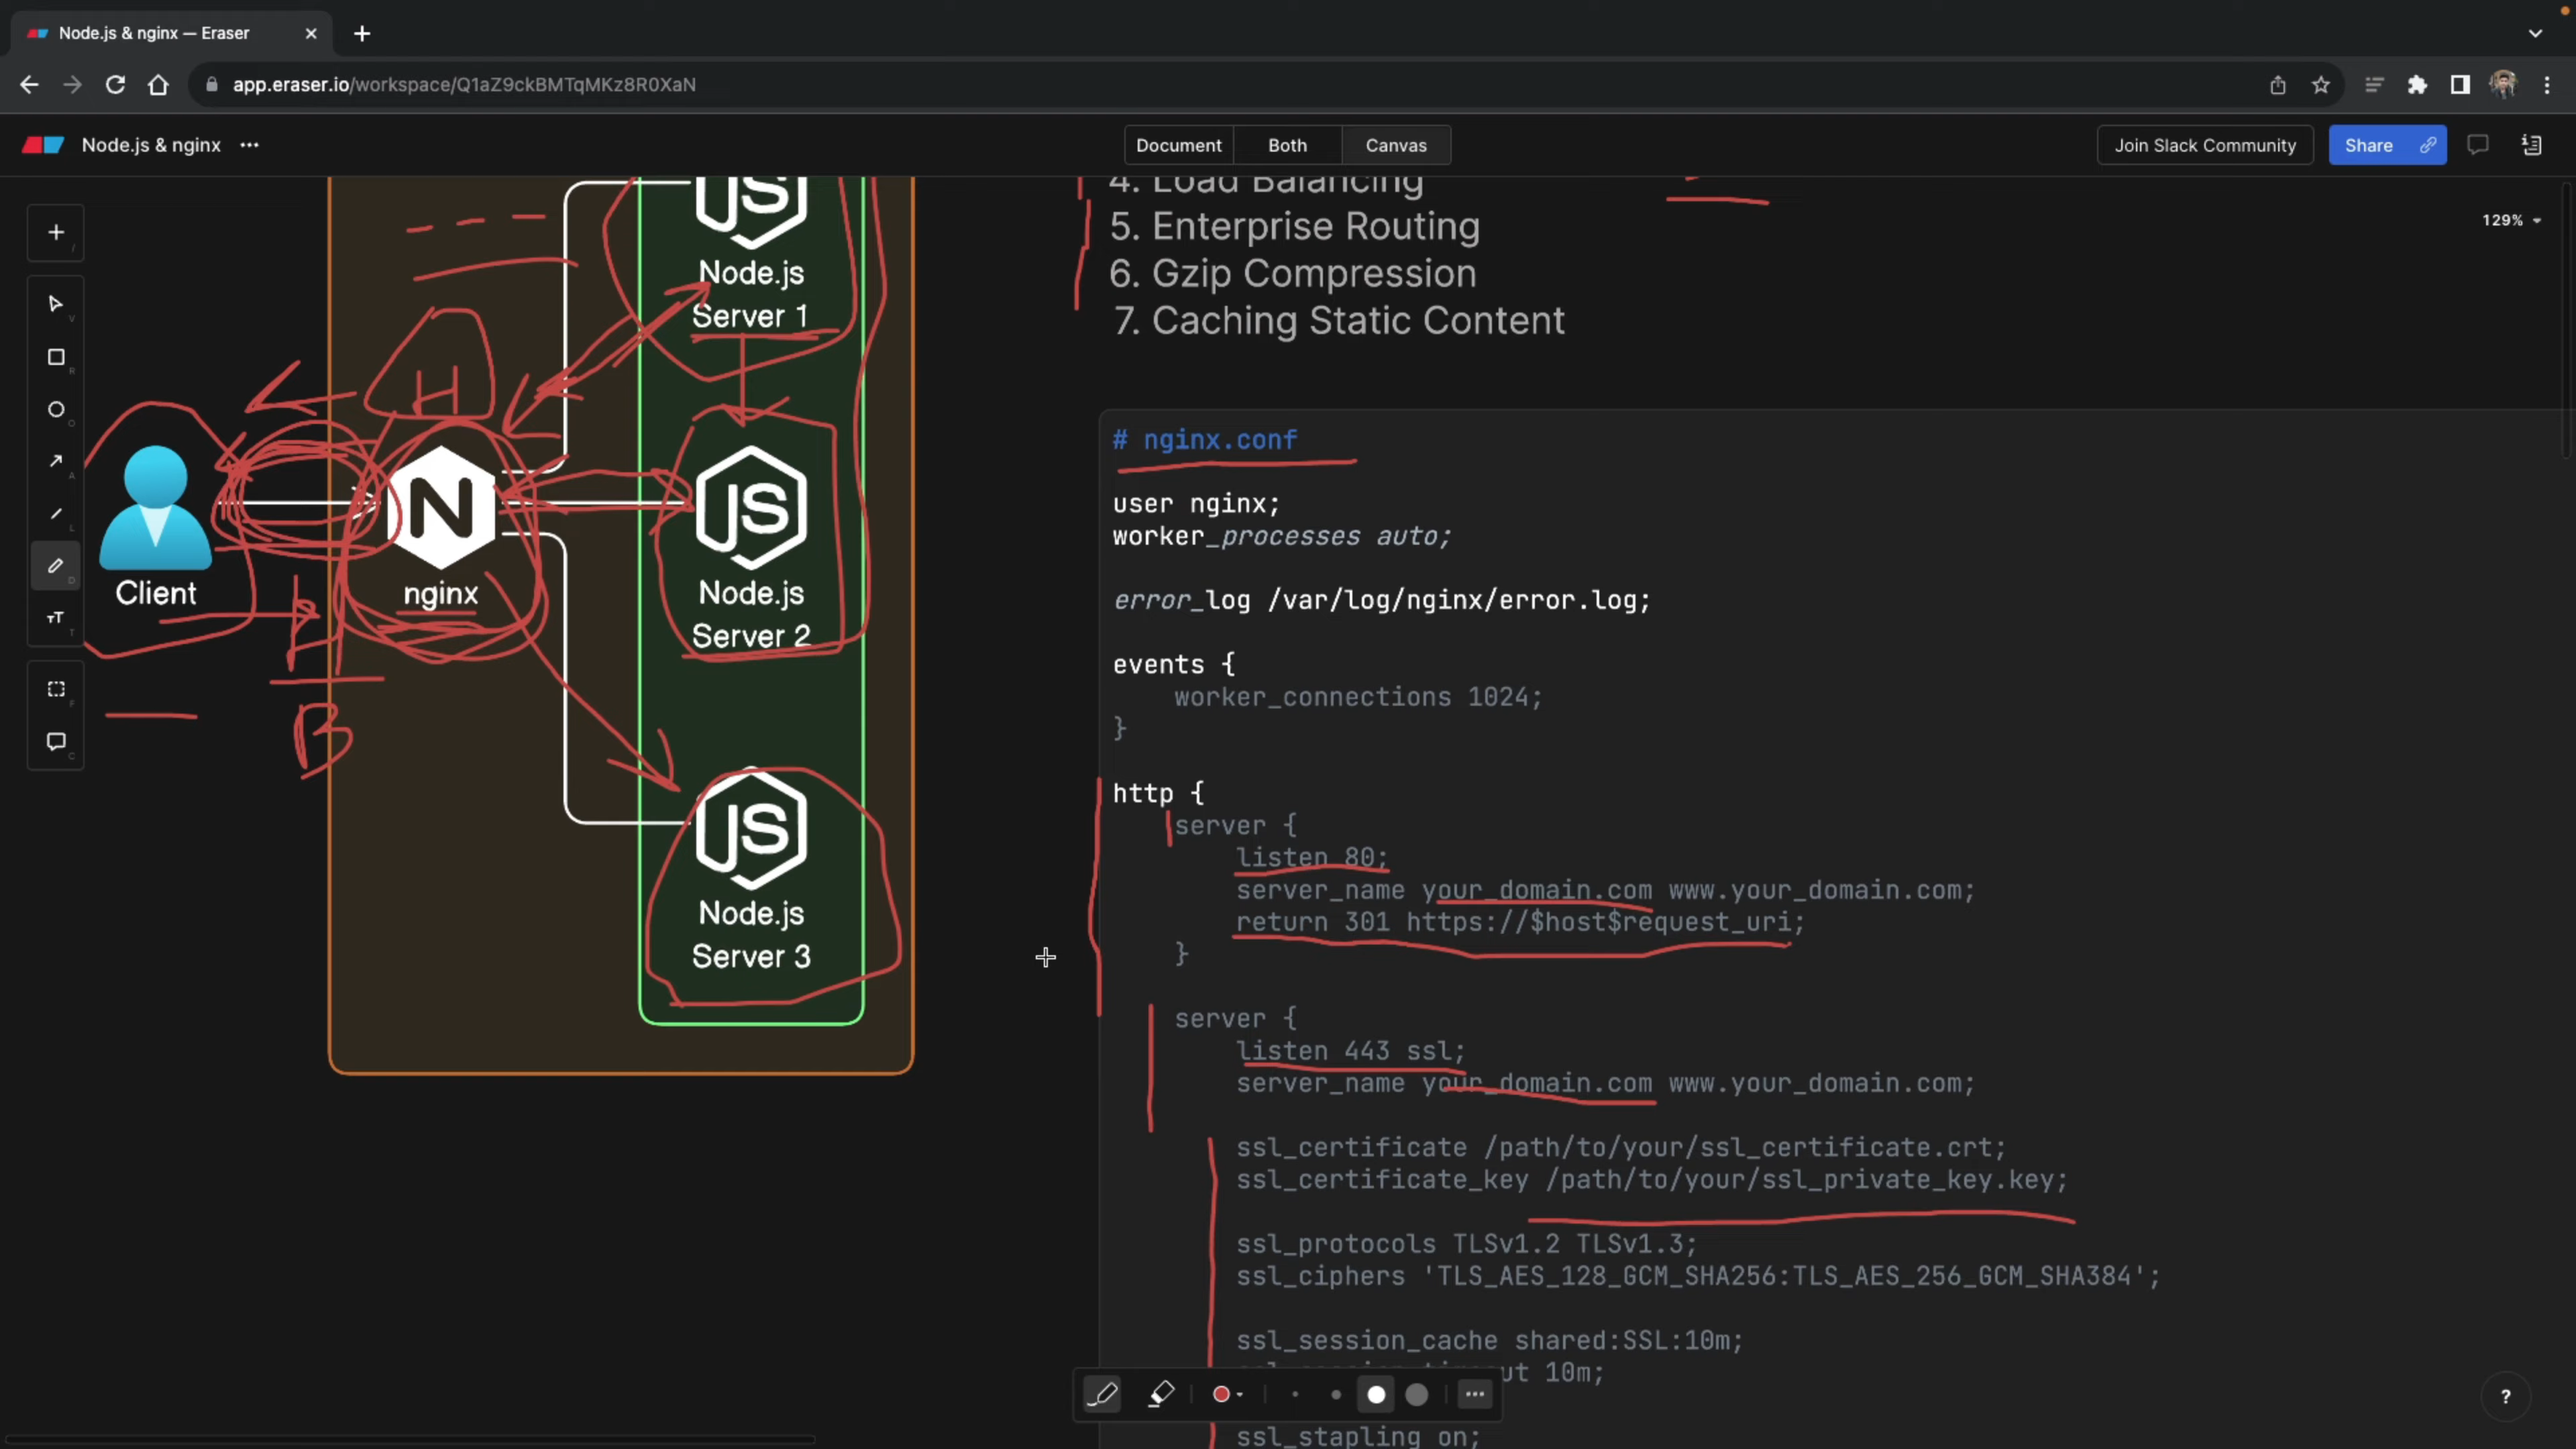 Node.js & nginx — Eraser
app.eraser.io/workspace/Q1aZ9ckBMTqMKz8R0XaN
Node.js & nginx
Document
Both
Canvas
Join Slack Community
Share
129%
Node.js
Server 1
H
Client
nginx
B
Node.js
Server 2
Node.js
Server 3
4. Load Balancing
5. Enterprise Routing
6. Gzip Compression
7. Caching Static Content
# nginx.conf
user nginx;
worker_processes auto;
error_log /var/log/nginx/error.log;
events {
worker_connections 1024;
}
http {
server {
listen 80;
server_name your_domain.com www.your_domain.com;
return 301 https://$host$request_uri;
}
server {
listen 443 ssl;
server_name your_domain.com www.your_domain.com;
ssl_certificate /path/to/your/ssl_certificate.crt;
ssl_certificate_key /path/to/your/ssl_private_key.key;
ssl_protocols TLSv1.2 TLSv1.3;
ssl_ciphers 'TLS_AES_128_GCM_SHA256:TLS_AES_256_GCM_SHA384';
ssl_session_cache shared:SSL:10m;
10m;
ssl_stapling on;